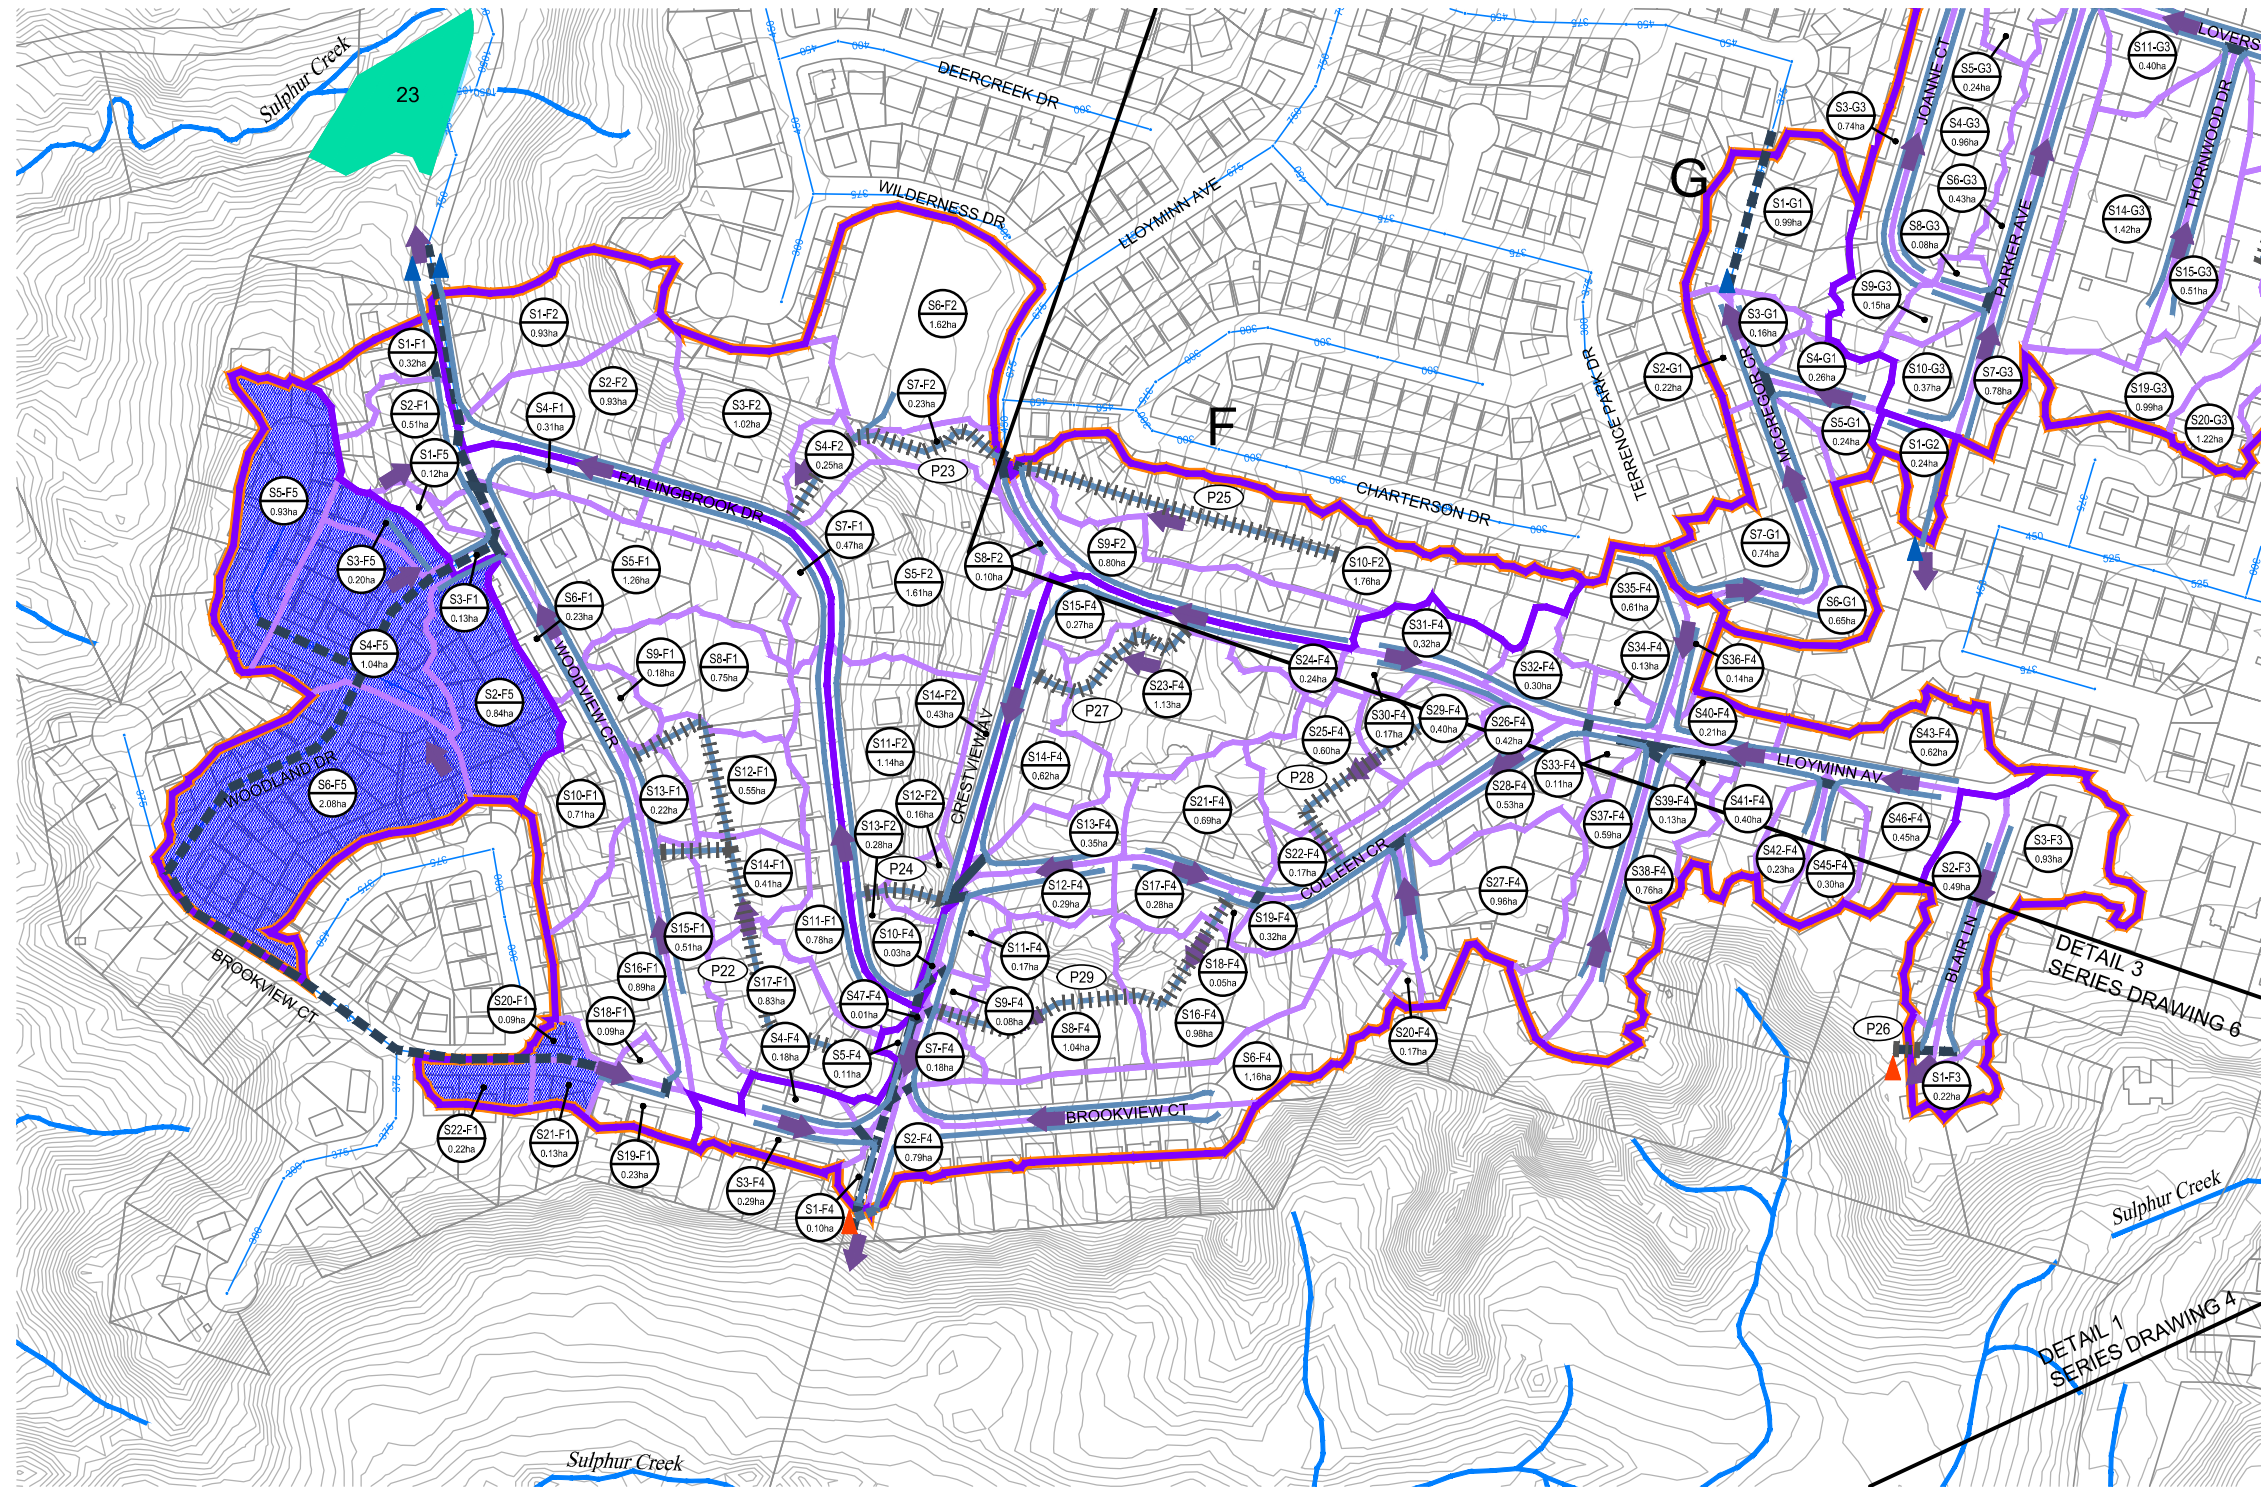 Sulphur Creek
23
DEERCREEK DR
WILDERNESS DR
LLOYMINN AVE
G
F
JOANNE CT
PARKER AVE
THORNWOOD DR
LOVERS
S11-G3
0.40ha
S5-G3
0.24ha
S3-G3
0.74ha
S4-G3
0.96ha
S6-G3
0.43ha
S14-G3
1.42ha
S1-G1
0.99ha
S8-G3
0.08ha
S15-G3
0.51ha
S9-G3
0.15ha
S3-G1
0.16ha
S4-G1
0.26ha
S2-G1
0.22ha
S10-G3
0.37ha
S7-G3
0.78ha
S19-G3
0.99ha
S20-G3
1.22ha
S5-G1
0.24ha
S1-G2
0.24ha
S7-G1
0.74ha
S6-G1
0.65ha
MCGREGOR CR
TERRENCE PARK DR
CHARTERSON DR
S1-F2
0.93ha
S6-F2
1.62ha
S1-F1
0.32ha
S2-F2
0.93ha
S3-F2
1.02ha
S7-F2
0.23ha
S2-F1
0.51ha
S4-F1
0.31ha
S4-F2
0.25ha
P23
P25
S1-F5
0.12ha
S5-F5
0.93ha
FALLINGBROOK DR
S7-F1
0.47ha
S8-F2
0.10ha
S9-F2
0.80ha
S10-F2
1.76ha
S3-F5
0.20ha
S5-F1
1.26ha
S5-F2
1.61ha
S3-F1
0.13ha
S6-F1
0.23ha
S15-F4
0.27ha
S31-F4
0.32ha
S35-F4
0.61ha
S4-F5
1.04ha
WOODVIEW CR
S9-F1
0.18ha
S8-F1
0.75ha
S24-F4
0.24ha
S34-F4
0.13ha
S32-F4
0.30ha
S36-F4
0.14ha
S2-F5
0.84ha
S14-F2
0.43ha
P27
S23-F4
1.13ha
S30-F4
0.17ha
S29-F4
0.40ha
S26-F4
0.42ha
S40-F4
0.21ha
S43-F4
0.62ha
S25-F4
0.60ha
S11-F2
1.14ha
S14-F4
0.62ha
P28
S33-F4
0.11ha
LLOYMINN AV
WOODLAND DR
S6-F5
2.08ha
S10-F1
0.71ha
S13-F1
0.22ha
S12-F1
0.55ha
S12-F2
0.16ha
CRESTVIEW AV
S21-F4
0.69ha
S28-F4
0.53ha
S39-F4
0.13ha
S41-F4
0.40ha
S13-F2
0.28ha
S13-F4
0.35ha
S37-F4
0.59ha
S46-F4
0.45ha
S3-F3
0.93ha
P24
S14-F1
0.41ha
S12-F4
0.29ha
S17-F4
0.28ha
S22-F4
0.17ha
COLLEEN CR
S27-F4
0.96ha
S38-F4
0.76ha
S42-F4
0.23ha
S45-F4
0.30ha
S2-F3
0.49ha
S15-F1
0.51ha
S11-F1
0.78ha
S10-F4
0.03ha
S11-F4
0.17ha
S19-F4
0.32ha
S18-F4
0.05ha
BLAIR LN
DETAIL 3
SERIES DRAWING 6
BROOKVIEW CT
S16-F1
0.89ha
P22
S17-F1
0.83ha
P29
S20-F1
0.09ha
S18-F1
0.09ha
S47-F4
0.01ha
S9-F4
0.08ha
S8-F4
1.04ha
S16-F4
0.98ha
S20-F4
0.17ha
P26
S4-F4
0.18ha
S5-F4
0.11ha
S7-F4
0.18ha
S6-F4
1.16ha
S1-F3
0.22ha
BROOKVIEW CT
S22-F1
0.22ha
S21-F1
0.13ha
S19-F1
0.23ha
S2-F4
0.79ha
S3-F4
0.29ha
S1-F4
0.10ha
Sulphur Creek
DETAIL 1
SERIES DRAWING 4
Sulphur Creek